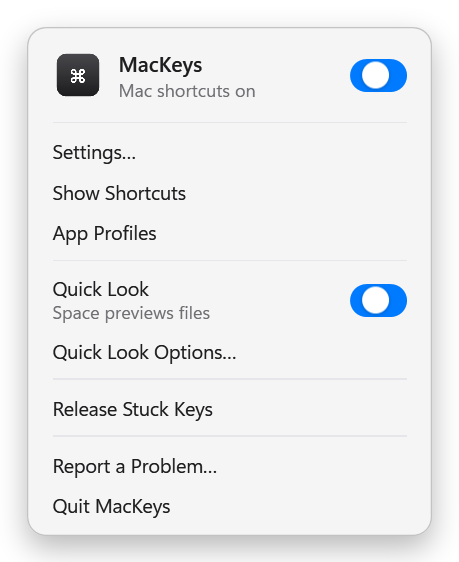 ⌘
MacKeys
Mac shortcuts on
Settings...
Show Shortcuts
App Profiles
Quick Look
Space previews files
Quick Look Options...
Release Stuck Keys
Report a Problem...
Quit MacKeys